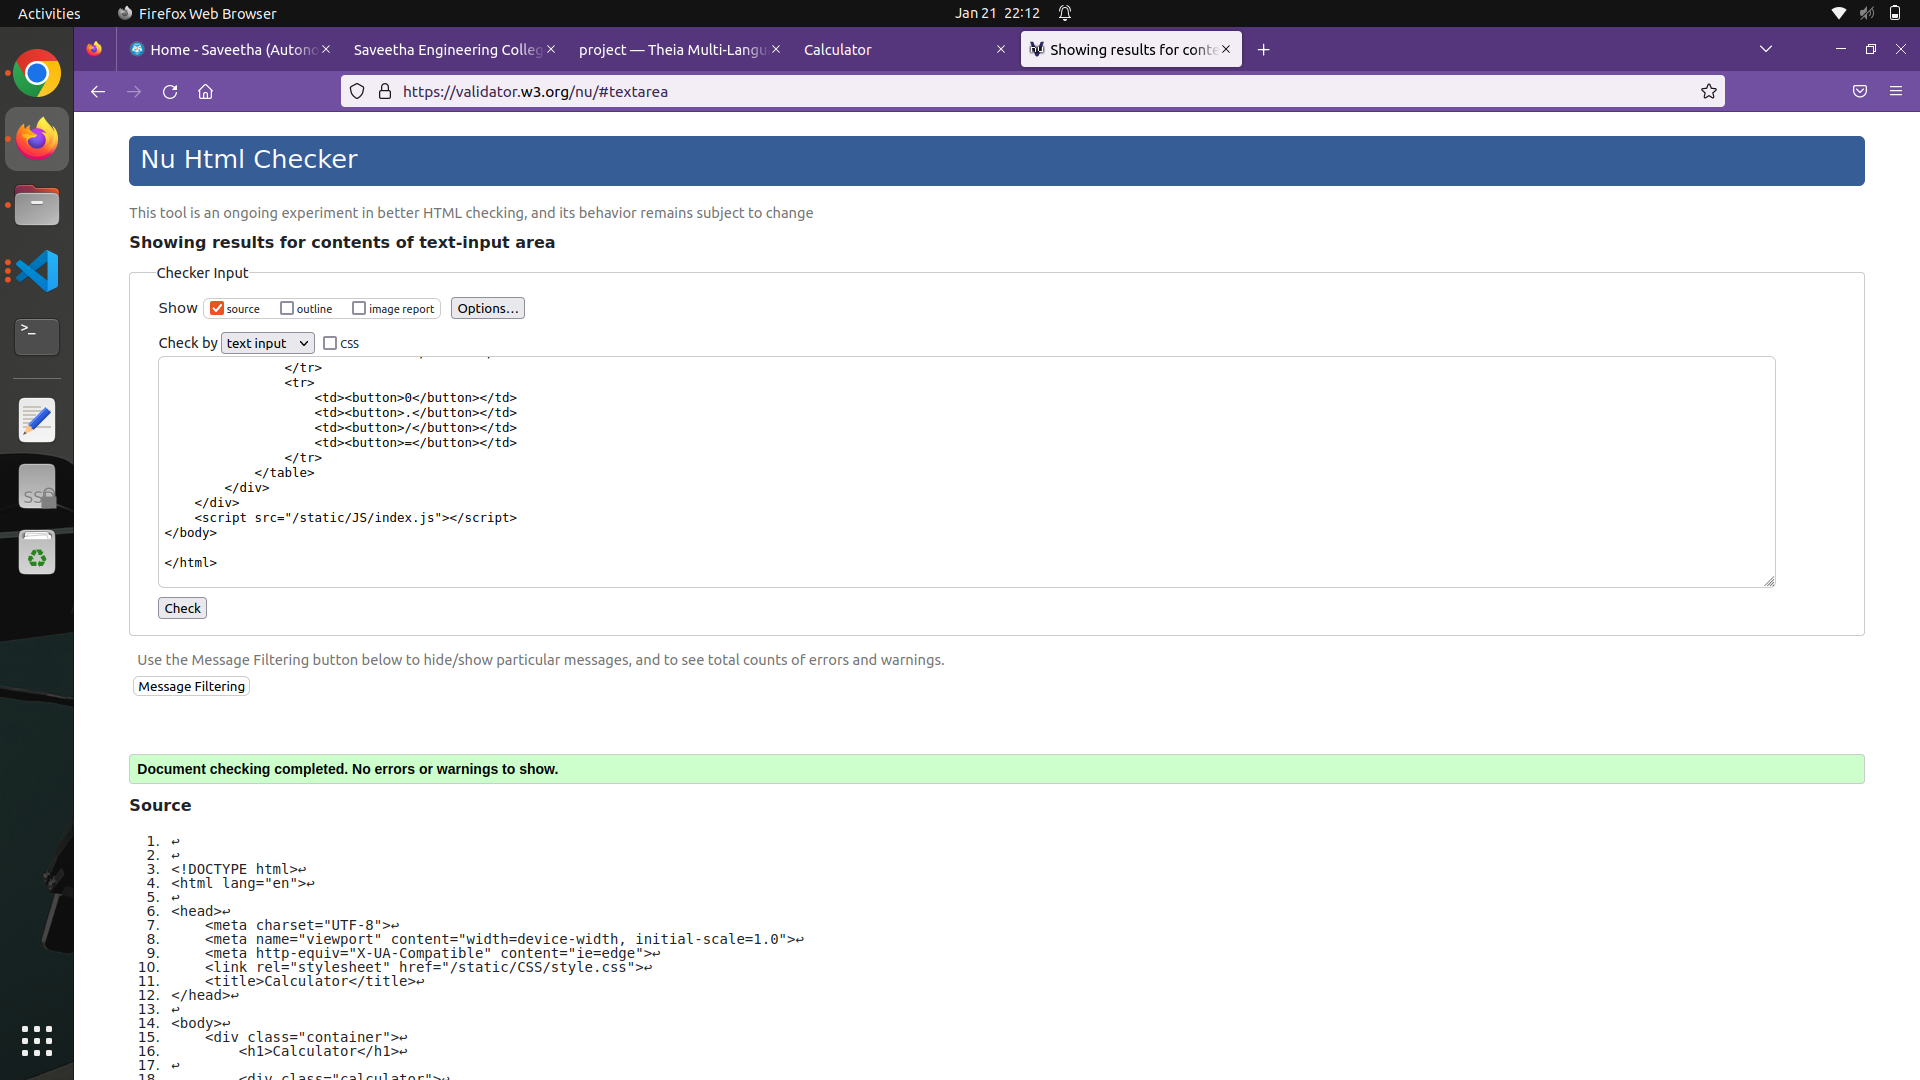 Activities
Firefox Web Browser
Jan 21 22:12
Home - Saveetha (Autono
Saveetha Engineering Colleg
project — Theia Multi-Langu
Calculator
Showing results for conte
https://validator.w3.org/nu/#textarea
Nu Html Checker
This tool is an ongoing experiment in better HTML checking, and its behavior remains subject to change
Showing results for contents of text-input area
Checker Input
Show source outline image report Options...
Check by text input css
</tr>
<tr>
<td><button>0</button></td>
<td><button>.</button></td>
<td><button>/</button></td>
<td><button>=</button></td>
</tr>
</table>
</div>
</div>
<script src="/static/JS/index.js"></script>
</body>
</html>
Check
Use the Message Filtering button below to hide/show particular messages, and to see total counts of errors and warnings.
Message Filtering
Document checking completed. No errors or warnings to show.
Source
1. ↩
2. ↩
3. <!DOCTYPE html>↩
4. <html lang="en">↩
5. ↩
6. <head>↩
7. <meta charset="UTF-8">↩
8. <meta name="viewport" content="width=device-width, initial-scale=1.0">↩
9. <meta http-equiv="X-UA-Compatible" content="ie=edge">↩
10. <link rel="stylesheet" href="/static/CSS/style.css">↩
11. <title>Calculator</title>↩
12. </head>↩
13. ↩
14. <body>↩
15. <div class="container">↩
16. <h1>Calculator</h1>↩
17. ↩
18. <div class="calculator">↩